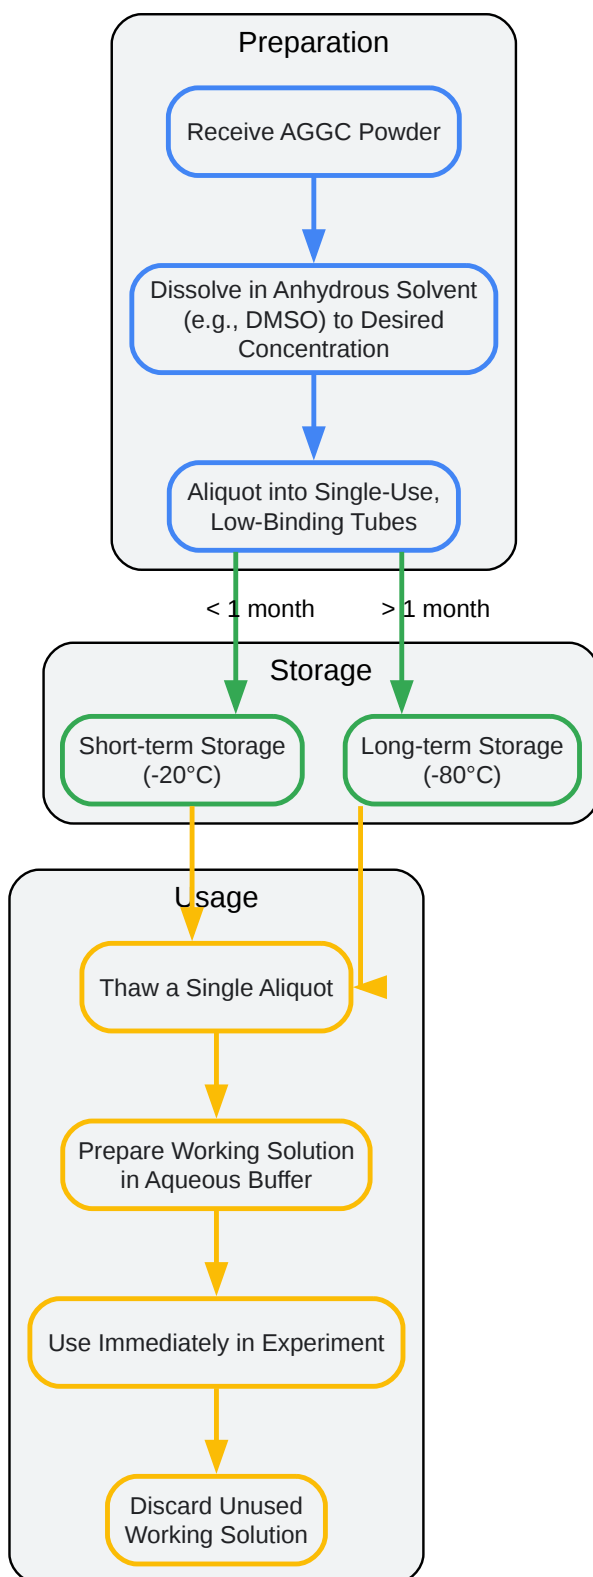 Preparation
Receive AGGC Powder
Dissolve in Anhydrous Solvent
(e.g., DMSO) to Desired
Concentration
Aliquot into Single-Use,
Low-Binding Tubes
< 1 month
> 1 month
Storage
Short-term Storage
(-20°C)
Long-term Storage
(-80°C)
Usage
Thaw a Single Aliquot
Prepare Working Solution
in Aqueous Buffer
Use Immediately in Experiment
Discard Unused
Working Solution